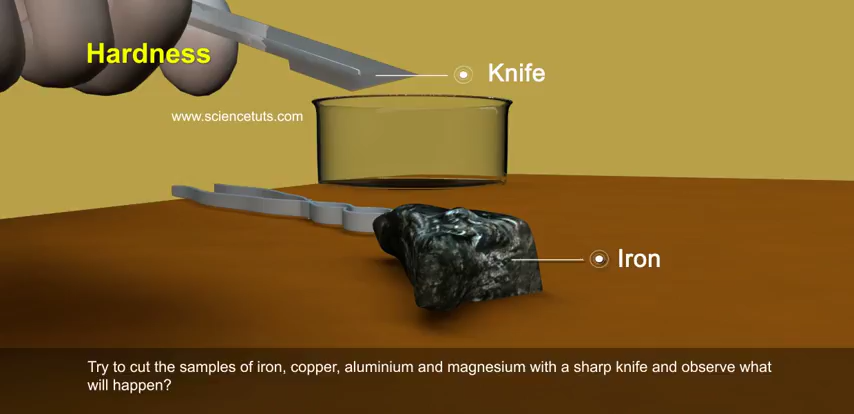 Hardness
Knife
www.sciencetuts.com
Iron
Try to cut the samples of iron, copper, aluminium and magnesium with a sharp knife and observe what
will happen?